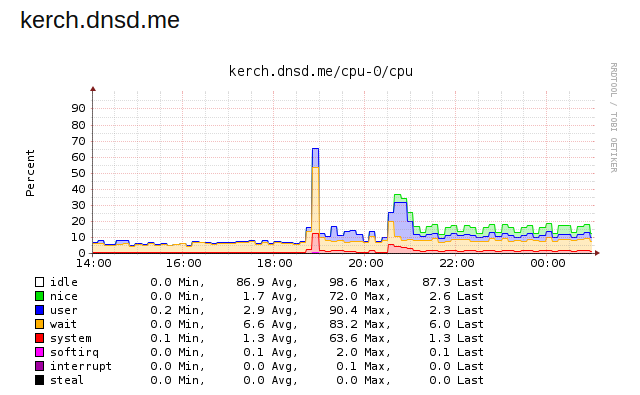 kerch.dnsd.me
kerch.dnsd.me/cpu-0/cpu
RRDTOOL / TOBI OETIKER
Percent
90
80
70
60
50
40
30
20
10
0
14:00 16:00 18:00 20:00 22:00 00:00
idle 0.0 Min, 86.9 Avg, 98.6 Max, 87.3 Last
nice 0.0 Min, 1.7 Avg, 72.0 Max, 2.6 Last
user 0.2 Min, 2.9 Avg, 90.4 Max, 2.3 Last
wait 0.0 Min, 6.6 Avg, 83.2 Max, 6.0 Last
system 0.1 Min, 1.3 Avg, 63.6 Max, 1.3 Last
softirq 0.0 Min, 0.1 Avg, 2.0 Max, 0.1 Last
interrupt 0.0 Min, 0.0 Avg, 0.1 Max, 0.0 Last
steal 0.0 Min, 0.0 Avg, 0.0 Max, 0.0 Last